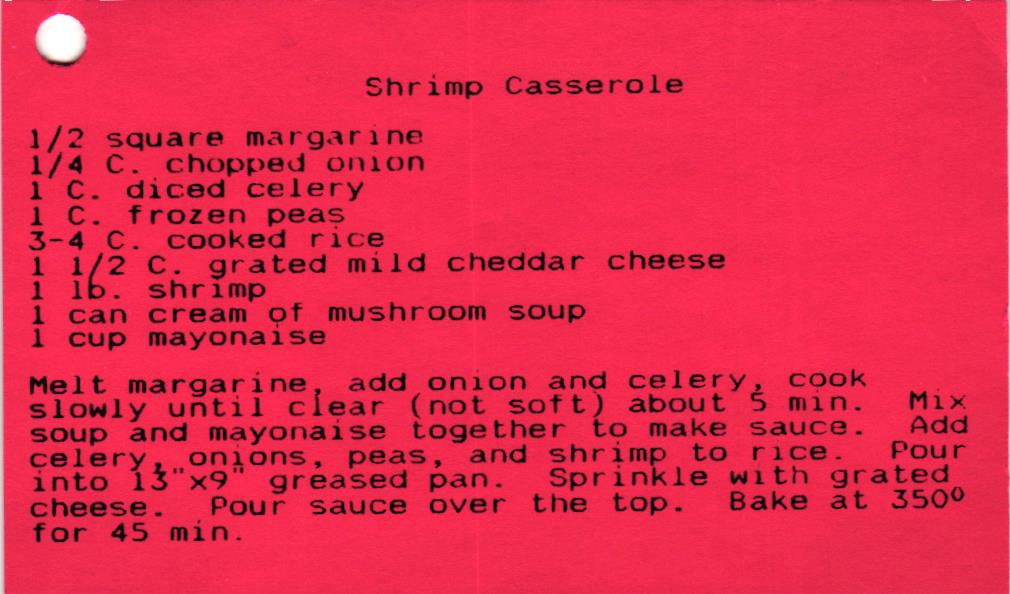 Shrimp Casserole
1/2 square margarine
1/4 C. chopped onion
1 C. diced celery
1 C. frozen peas
3-4 C. cooked rice
1 1/2 C. grated mild cheddar cheese
1 lb. shrimp
1 can cream of mushroom soup
1 cup mayonaise
Melt margarine, add onion and celery, cook
slowly until clear (not soft) about 5 min. Mix
soup and mayonaise together to make sauce. Add
celery, onions, peas, and shrimp to rice. Pour
into 13"x9" greased pan. Sprinkle with grated
cheese. Pour sauce over the top. Bake at 350°
for 45 min.